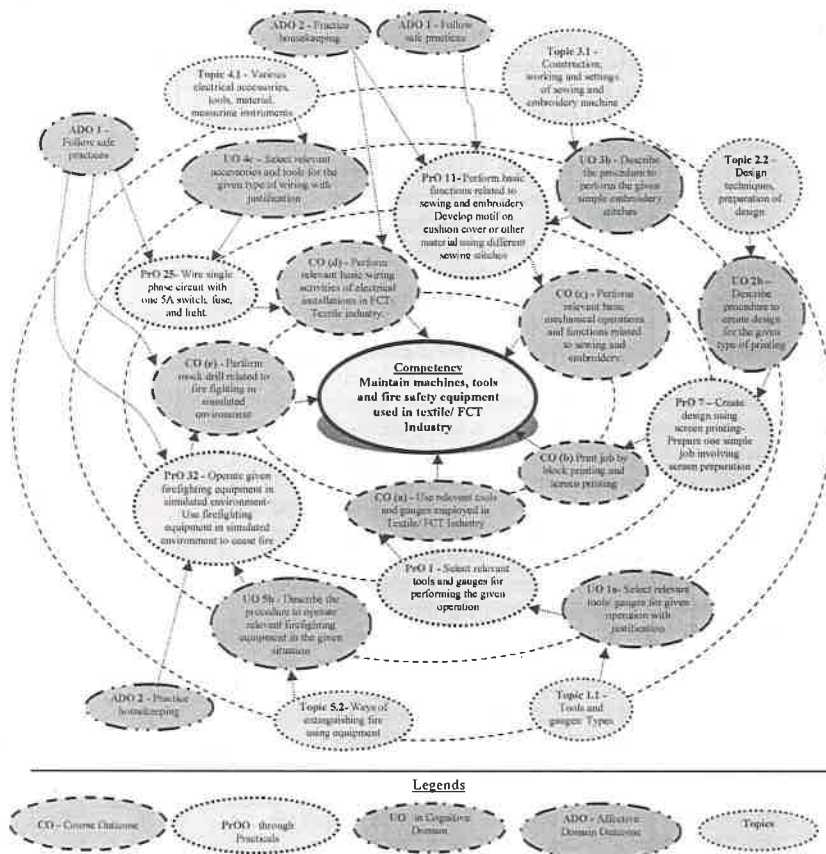 ADO 2 - Practice
housekeeping
ADO 1 - Follow
safe practices
Topic 4.1 - Various
electrical accessories,
tools, material,
measuring instruments
Topic 3.1 -
Construction,
working and settings
of sewing and
embroidery machine
ADO 1 -
Follow safe
practices
UO 4c - Select relevant
accessories and tools for
the given type of wiring with
justification
PrO 11- Perform basic
functions related to
sewing and embroidery
Develop motif on
cushion cover or other
material using different
sewing stitches
UO 3b - Describe
the procedure to
perform the given
simple embroidery
stitches
Topic 2.2
- Design
techniques,
preparation of
design
PrO 25- Wire single
phase circuit with
one 5A switch, fuse,
and light.
CO (d) - Perform
relevant basic wiring
activities of electrical
installations in FCT-
Textile industry.
CO (c) - Perform
relevant basic
mechanical operations
and functions related
to sewing and
embroidery
UO 2b -
Describe
procedure to
create design
for the given
type of printing
CO (e) - Perform
mock drill related to
fire fighting in
simulated
environment
Competency
Maintain machines, tools
and fire safety equipment
used in textile/ FCT
Industry
PrO 7 - Create
design using
screen printing-
Prepare one simple
job involving
screen preparation
CO (b) Print job by
block printing and
screen printing
PrO 32 - Operate given
firefighting equipment in
simulated environment-
Use firefighting
equipment in simulated
environment to cease fire
CO (a) - Use relevant tools
and gauges employed in
Textile/ FCT Industry
PrO 1 - Select relevant
tools and gauges for
performing the given
operation
UO 5b - Describe the
procedure to operate
relevant firefighting
equipment in the given
situation
UO 1a- Select relevant
tools/ gauges for given
operation with
justification
ADO 2 - Practice
housekeeping
Topic 5.2- Ways of
extinguishing fire
using equipment
Topic 1.1 -
Tools and
gauges: Types
Legends
CO - Course Outcome
PrOO - through
Practicals
UO - in Cognitive
Domain
ADO - Affective
Domain Outcome
Topics